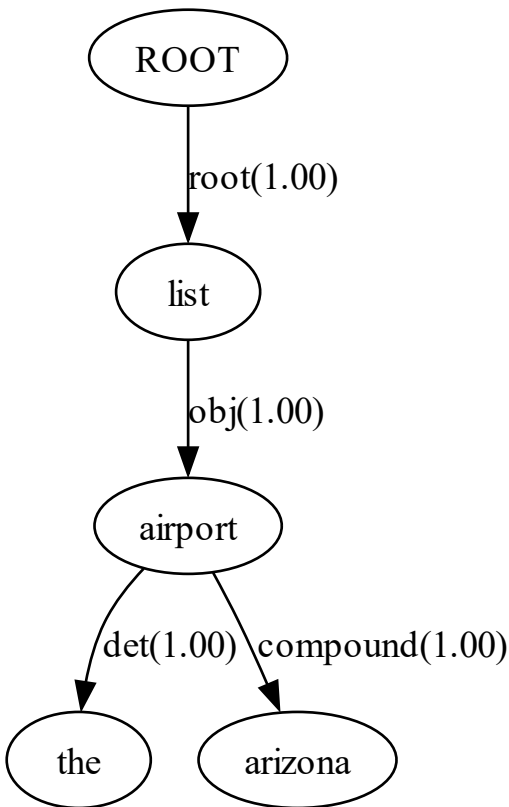 ROOT
root(1.00)
list
obj(1.00)
airport
det(1.00) compound(1.00)
the arizona